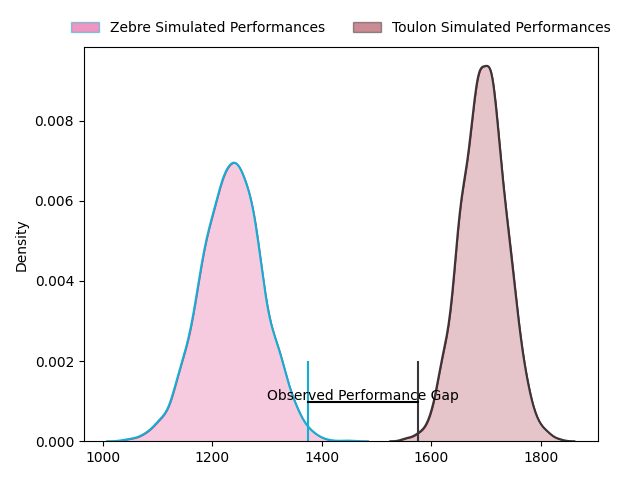 Zebre Simulated Performances Toulon Simulated Performances
0.008
0.006
0.004
0.002
0.000
Density
Observed Performance Gap
1000 1200 1400 1600 1800